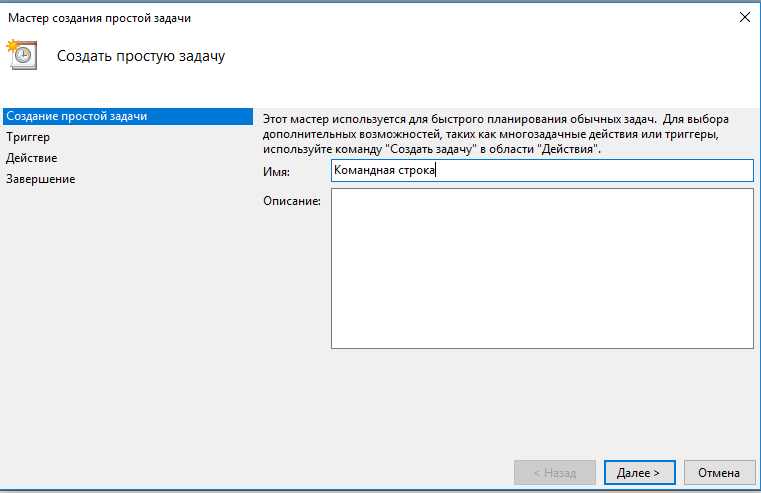 Мастер создания простой задачи
Создать простую задачу
Создание простой задачи
Триггер
Действие
Завершение
Этот мастер используется для быстрого планирования обычных задач. Для выбора
дополнительных возможностей, таких как многозадачные действия или триггеры,
используйте команду "Создать задачу" в области "Действия".
Имя: Командная строка
Описание:
< Назад Далее > Отмена